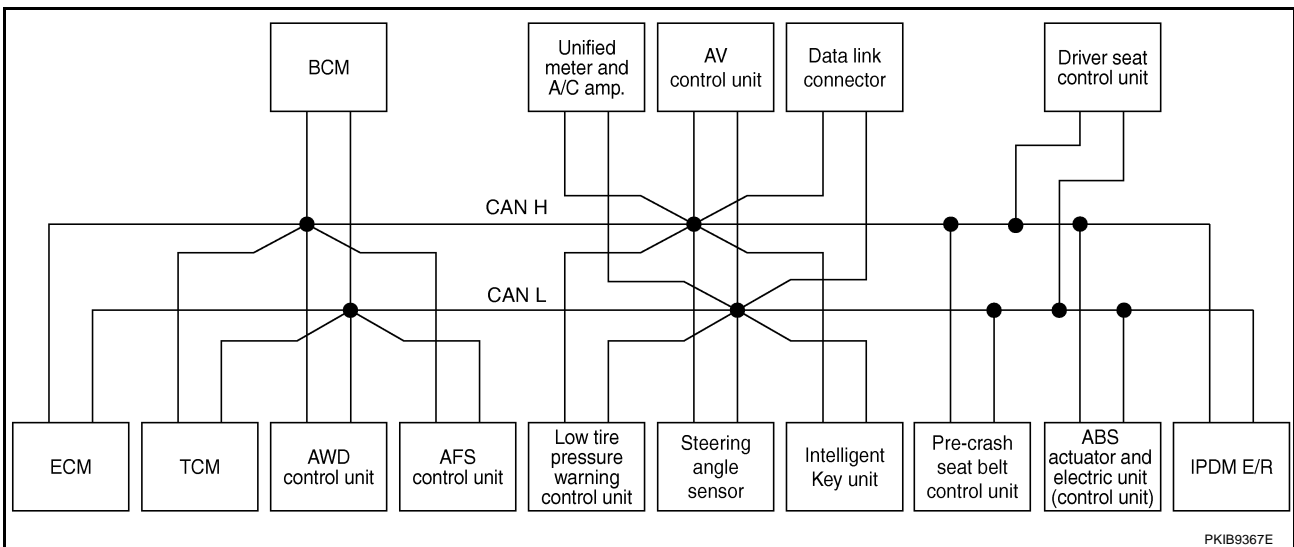 BCM
Unified
meter and
A/C amp.
AV
control unit
Data link
connector
Driver seat
control unit
CAN H
CAN L
ECM
TCM
AWD
control unit
AFS
control unit
Low tire
pressure
warning
control unit
Steering
angle
sensor
Intelligent
Key unit
Pre-crash
seat belt
control unit
ABS
actuator and
electric unit
(control unit)
IPDM E/R
PKIB9367E